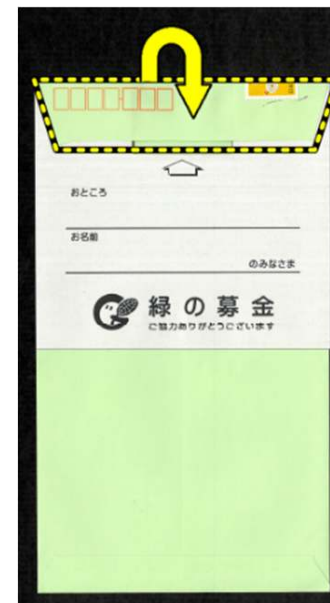 おところ
お名前
のみなさま
緑の募金
ご協力ありがとうございます